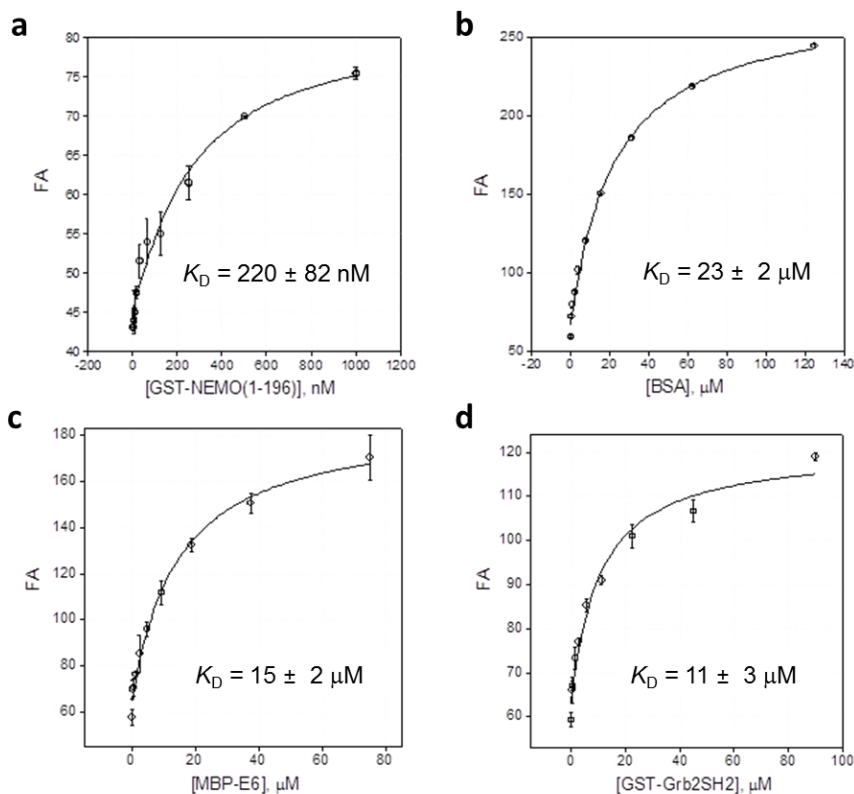 a
80
75
70
65
60
55
50
45
40
FA
K_D = 220 ± 82 nM
-200 0 200 400 600 800 1000 1200
[GST-NEMO(1-196)], nM
b
250
200
150
100
50
FA
K_D = 23 ± 2 μM
-20 0 20 40 60 80 100 120 140
[BSA], μM
c
180
160
140
120
100
80
60
FA
K_D = 15 ± 2 μM
0 20 40 60 80
[MBP-E6], μM
d
120
110
100
90
80
70
60
FA
K_D = 11 ± 3 μM
0 20 40 60 80 100
[GST-Grb2SH2], μM